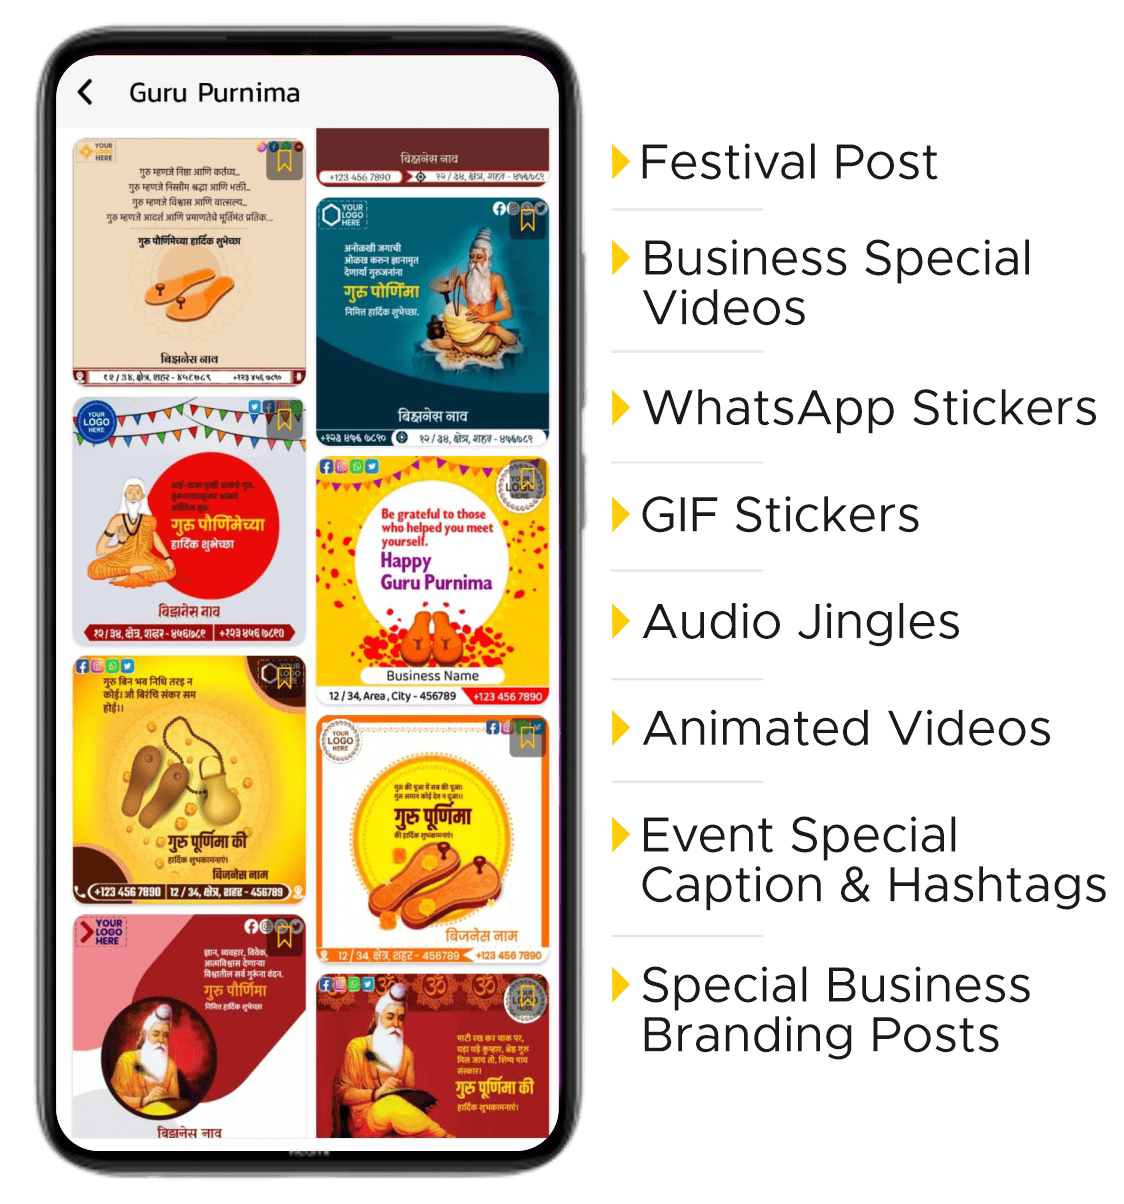 Guru Purnima
YOUR
LOGO
HERE
गुरु म्हणजे निष्ठा आणि कर्तव्य...
गुरु म्हणजे निस्सीम श्रद्धा आणि भक्ती...
गुरु म्हणजे विश्वास आणि वात्सल्य...
गुरु म्हणजे आदर्श आणि प्रमाणतेचे मूर्तिमंत प्रतिक...
गुरू पौर्णिमेच्या हार्दिक शुभेच्छा
बिझनेस नाव
१२ / ३४, क्षेत्र, शहर - ४५६७८९
+१२३ ४५६ ७८९०
YOUR
LOGO
HERE
गुरु पौर्णिमेच्या
हार्दिक शुभेच्छा
बिझनेस नाव
१२ / ३४, क्षेत्र, शहर - ४५६७८९
+१२३ ४५६ ७८९०
YOUR
LOGO
HERE
गुरु बिन भव निधि तरइ न
कोई। जौं बिरंचि संकर सम
होई।।
गुरु पूर्णिमा की
हार्दिक शुभकामनाएं।
बिजनेस नाम
+123 456 7890
12 / 34, क्षेत्र, शहर - 456789
YOUR
LOGO
HERE
ज्ञान, व्यवहार, विवेक,
आत्मविश्वास देणाऱ्या
विश्वातील सर्व गुरूंना वंदन.
गुरु पौर्णिमा
निमित्त हार्दिक शुभेच्छा
बिझनेस नाव
बिझनेस नाव
+123 456 7890
१२ / ३४, क्षेत्र, शहर - ४५६७८९
YOUR
LOGO
HERE
अनोळखी जगाची
ओळख करुन ज्ञानामृत
देणार्या गुरुजनांना
गुरु पोर्णिमा
निमित्त हार्दिक शुभेच्छा.
बिझनेस नाव
+१२३ ४५६ ७८९०
१२ / ३४, क्षेत्र, शहर - ४५६७८९
YOUR
LOGO
HERE
Be grateful to those
who helped you meet
yourself.
Happy
Guru Purnima
Business Name
12 / 34, Area , City - 456789
+123 456 7890
YOUR
LOGO
HERE
गुरु की पूजा में सब की पूजा।
गुरु समान कोई देव न दूजा।।
गुरु पूर्णिमा
की हार्दिक शुभकामनाएं।
बिजनेस नाम
12 / 34, क्षेत्र, शहर - 456789
+123 456 7890
माटी रख कर चाक पर,
घड़ा घड़े कुम्हार, श्रेष्ठ गुरु
मिल जाय तो, शिष्य पाय
संस्कार।
गुरु पूर्णिमा की
हार्दिक शुभकामनाएं।
Festival Post
Business Special
Videos
WhatsApp Stickers
GIF Stickers
Audio Jingles
Animated Videos
Event Special
Caption & Hashtags
Special Business
Branding Posts